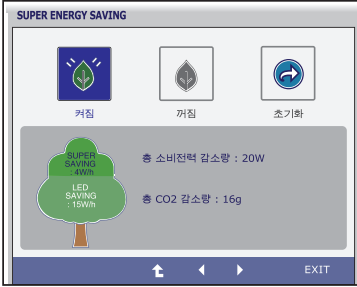 SUPER ENERGY SAVING
켜짐
꺼짐
초기화
SUPER
SAVING
: 4W/h
LED
SAVING
: 15W/h
총 소비전력 감소량 : 20W
총 CO2 감소량 : 16g
EXIT